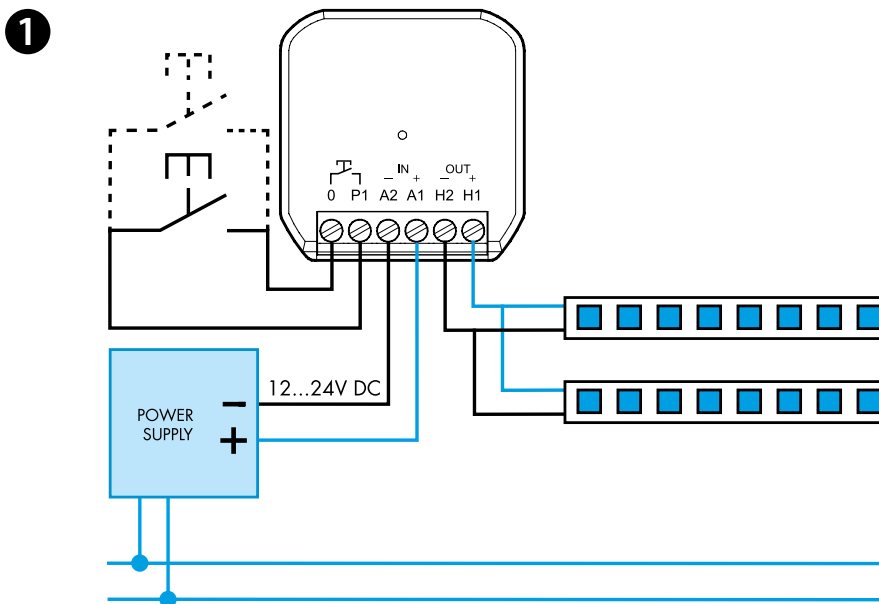 1
IN OUT
− + − +
0 P1 A2 A1 H2 H1
12...24V DC
POWER
SUPPLY
−
+